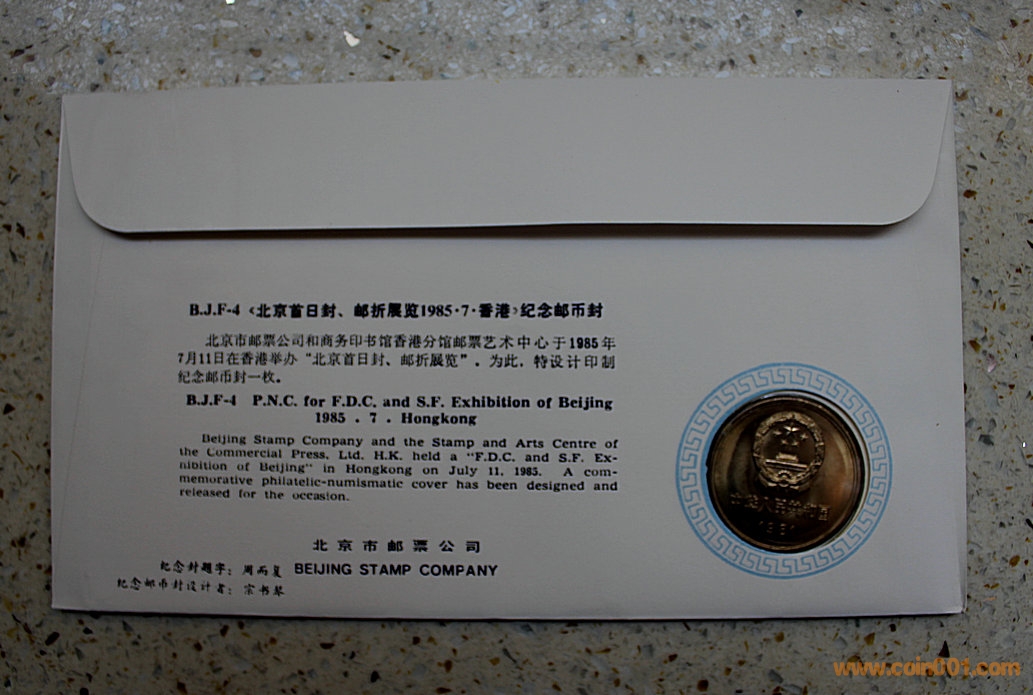 B.J.F-4《北京首日封、邮折展览1985·7·香港》纪念邮币封
北京市邮票公司和商务印书馆香港分馆邮票艺术中心于1985年
7月11日在香港举办“北京首日封、邮折展览”。为此，特设计印制
纪念邮币封一枚。
B.J.F-4 P.N.C. for F.D.C. and S.F. Exhibition of Beijing
1985 . 7 . Hongkong
Beijing Stamp Company and the Stamp and Arts Centre of
the Commercial Press, Ltd. H.K. held a “F.D.C. and S.F. Ex-
hibition of Beijing” in Hongkong on July 11, 1985. A com-
memorative philatelic-numismatic cover has been designed and
released for the occasion.
北京市邮票公司
BEIJING STAMP COMPANY
纪念封题字：周而复
纪念邮币封设计者：宗书琴
中华人民共和国
1981
www.coin001.com